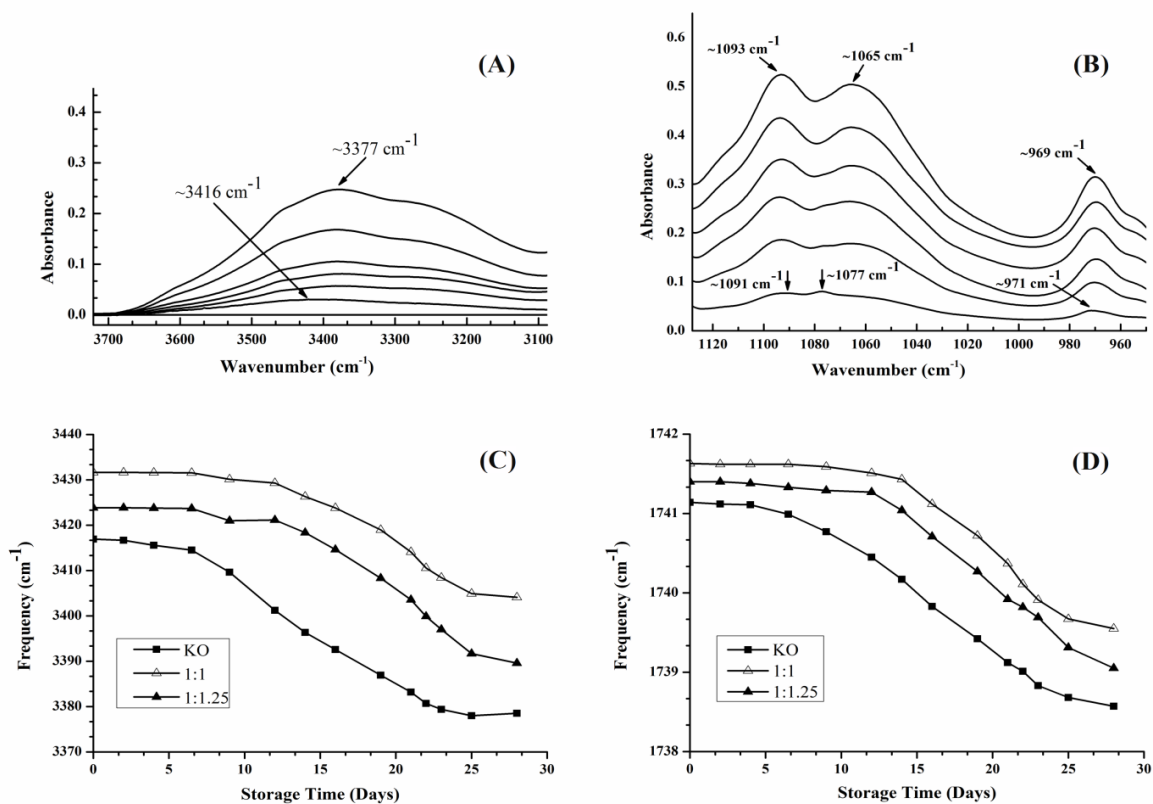 (A)
~3377 cm-1
~3416 cm-1
Absorbance
0.4
0.3
0.2
0.1
0.0
3700 3600 3500 3400 3300 3200 3100
Wavenumber (cm-1)
(B)
~1093 cm-1
~1065 cm-1
~969 cm-1
~1091 cm-1
~1077 cm-1
~971 cm-1
Absorbance
0.6
0.5
0.4
0.3
0.2
0.1
0.0
1120 1100 1080 1060 1040 1020 1000 980 960
Wavenumber (cm-1)
(C)
Frequency (cm-1)
3440
3430
3420
3410
3400
3390
3380
3370
KO
1:1
1:1.25
0 5 10 15 20 25 30
Storage Time (Days)
(D)
Frequency (cm-1)
1742
1741
1740
1739
1738
KO
1:1
1:1.25
0 5 10 15 20 25 30
Storage Time (Days)